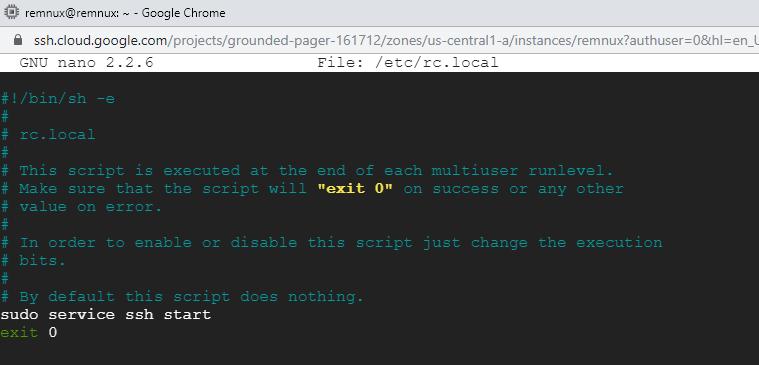 remnux@remnux: ~ - Google Chrome
ssh.cloud.google.com/projects/grounded-pager-161712/zones/us-central1-a/instances/remnux?authuser=0&hl=en_U
GNU nano 2.2.6 File: /etc/rc.local
#!/bin/sh -e
#
# rc.local
#
# This script is executed at the end of each multiuser runlevel.
# Make sure that the script will "exit 0" on success or any other
# value on error.
#
# In order to enable or disable this script just change the execution
# bits.
#
# By default this script does nothing.
sudo service ssh start
exit 0